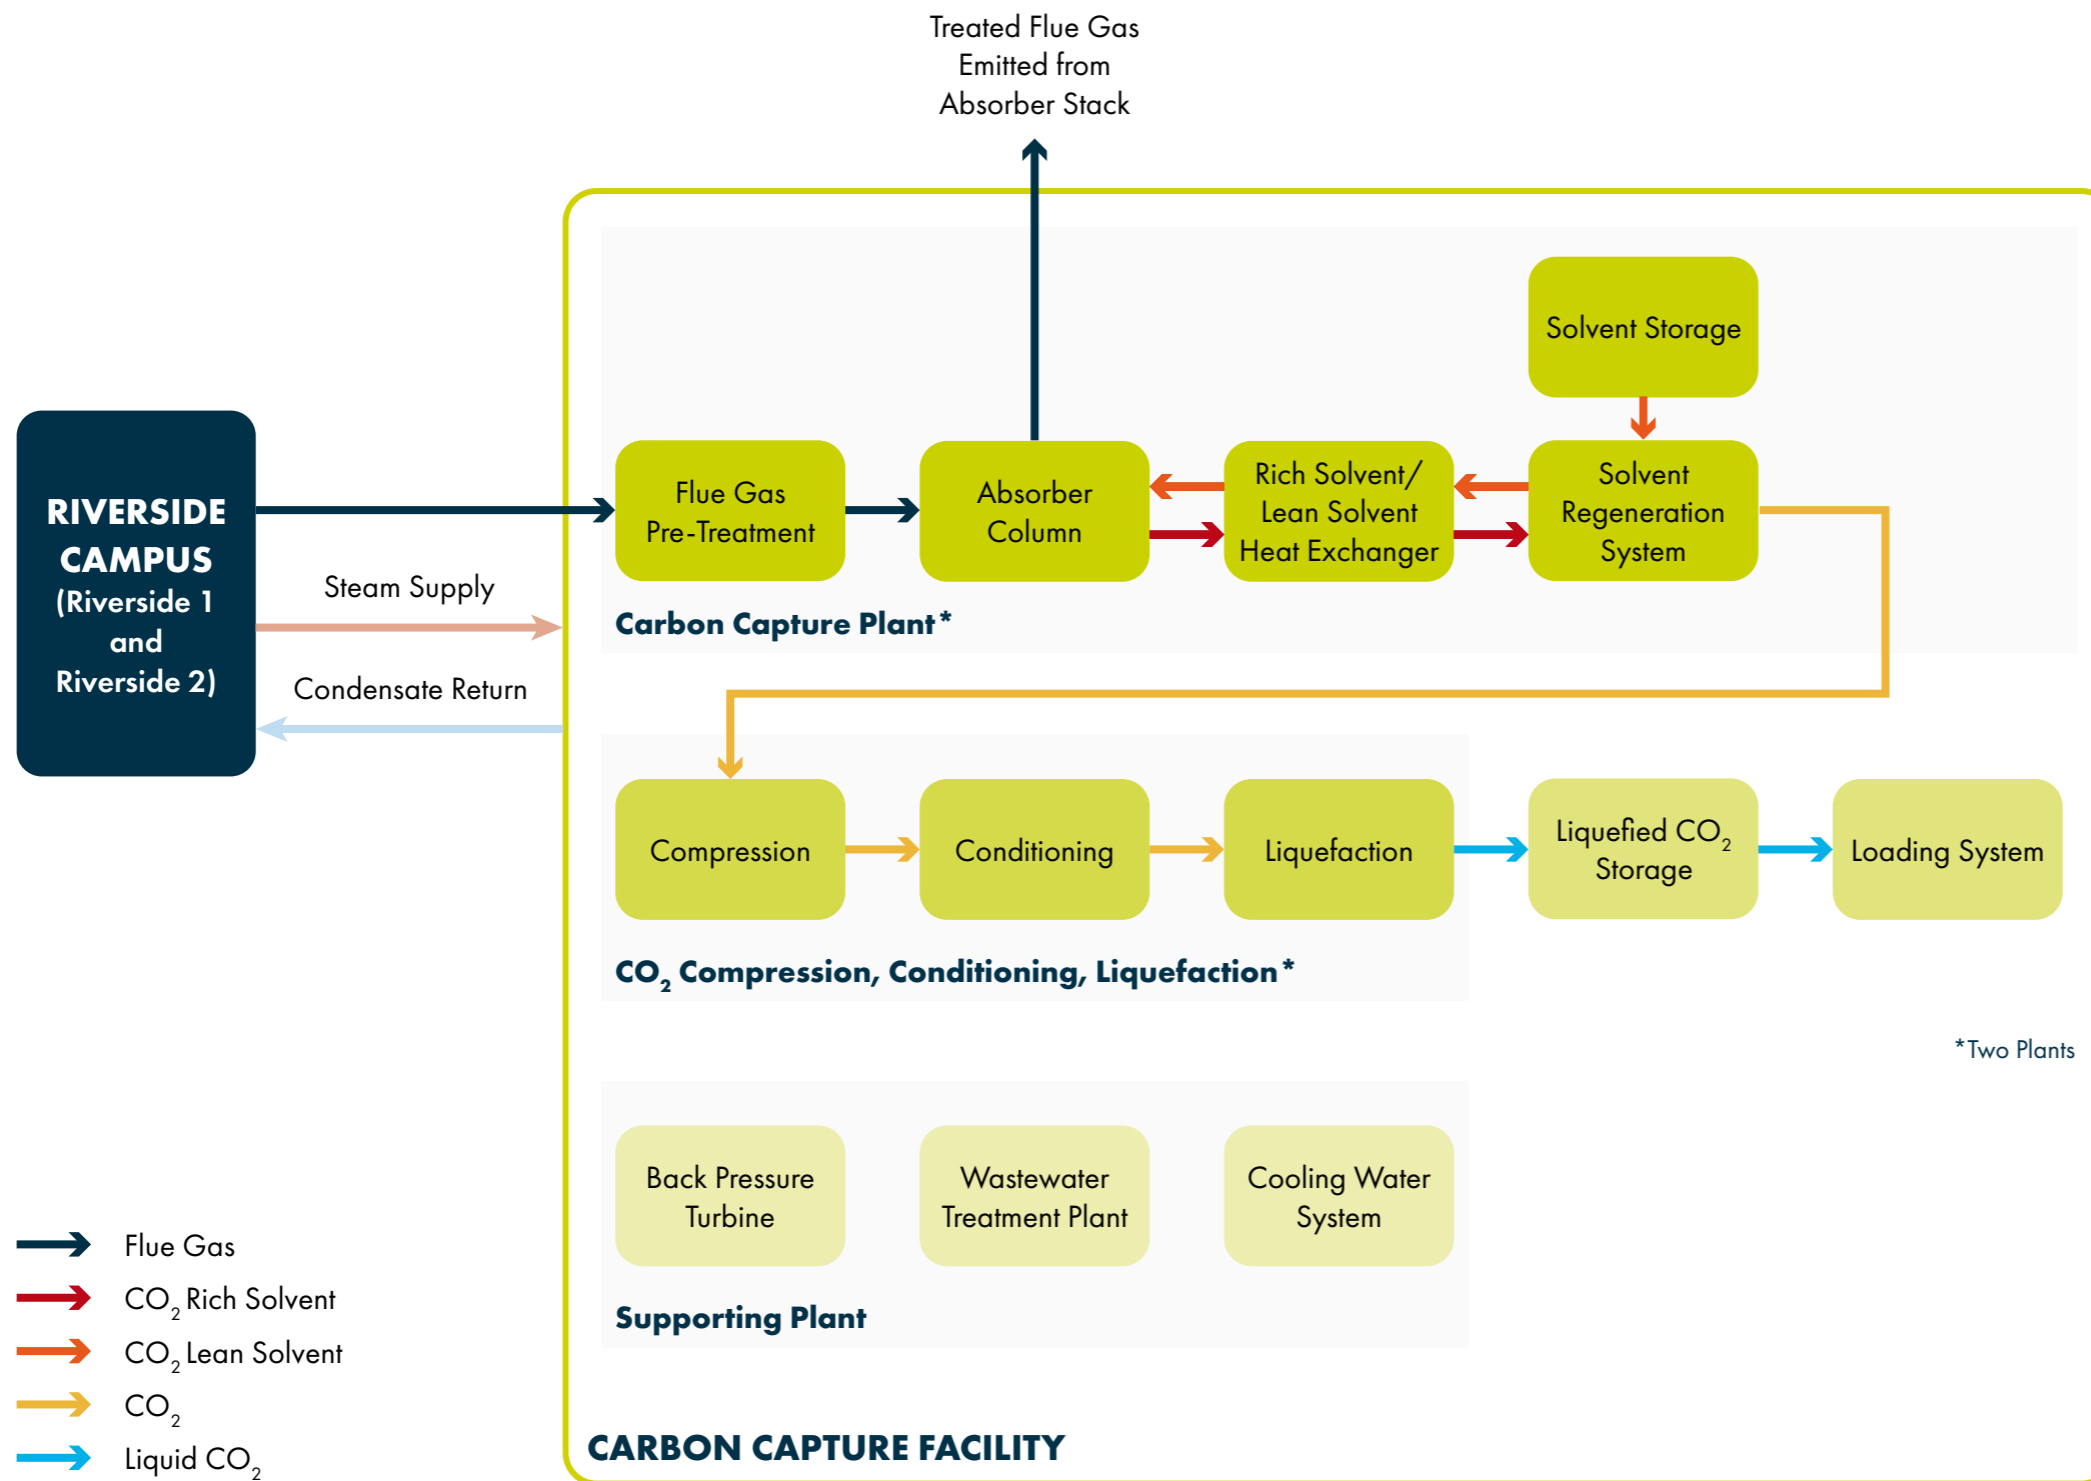 Treated Flue Gas
Emitted from
Absorber Stack
RIVERSIDE
CAMPUS
(Riverside 1
and
Riverside 2)
Steam Supply
Condensate Return
Solvent Storage
Flue Gas
Pre-Treatment
Absorber
Column
Rich Solvent/
Lean Solvent
Heat Exchanger
Solvent
Regeneration
System
Carbon Capture Plant*
Compression
Conditioning
Liquefaction
Liquefied CO₂
Storage
Loading System
CO₂ Compression, Conditioning, Liquefaction*
*Two Plants
Back Pressure
Turbine
Wastewater
Treatment Plant
Cooling Water
System
Supporting Plant
Flue Gas
CO₂ Rich Solvent
CO₂ Lean Solvent
CO₂
Liquid CO₂
CARBON CAPTURE FACILITY